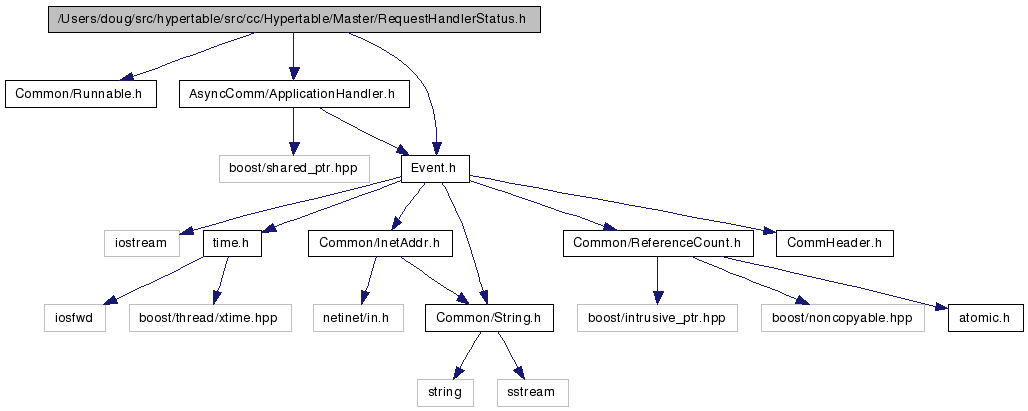 /Users/doug/src/hypertable/src/cc/Hypertable/Master/RequestHandlerStatus.h
Common/Runnable.h
AsyncComm/ApplicationHandler.h
boost/shared_ptr.hpp
Event.h
iostream
time.h
Common/InetAddr.h
Common/ReferenceCount.h
CommHeader.h
iosfwd
boost/thread/xtime.hpp
netinet/in.h
Common/String.h
boost/intrusive_ptr.hpp
boost/noncopyable.hpp
atomic.h
string
sstream